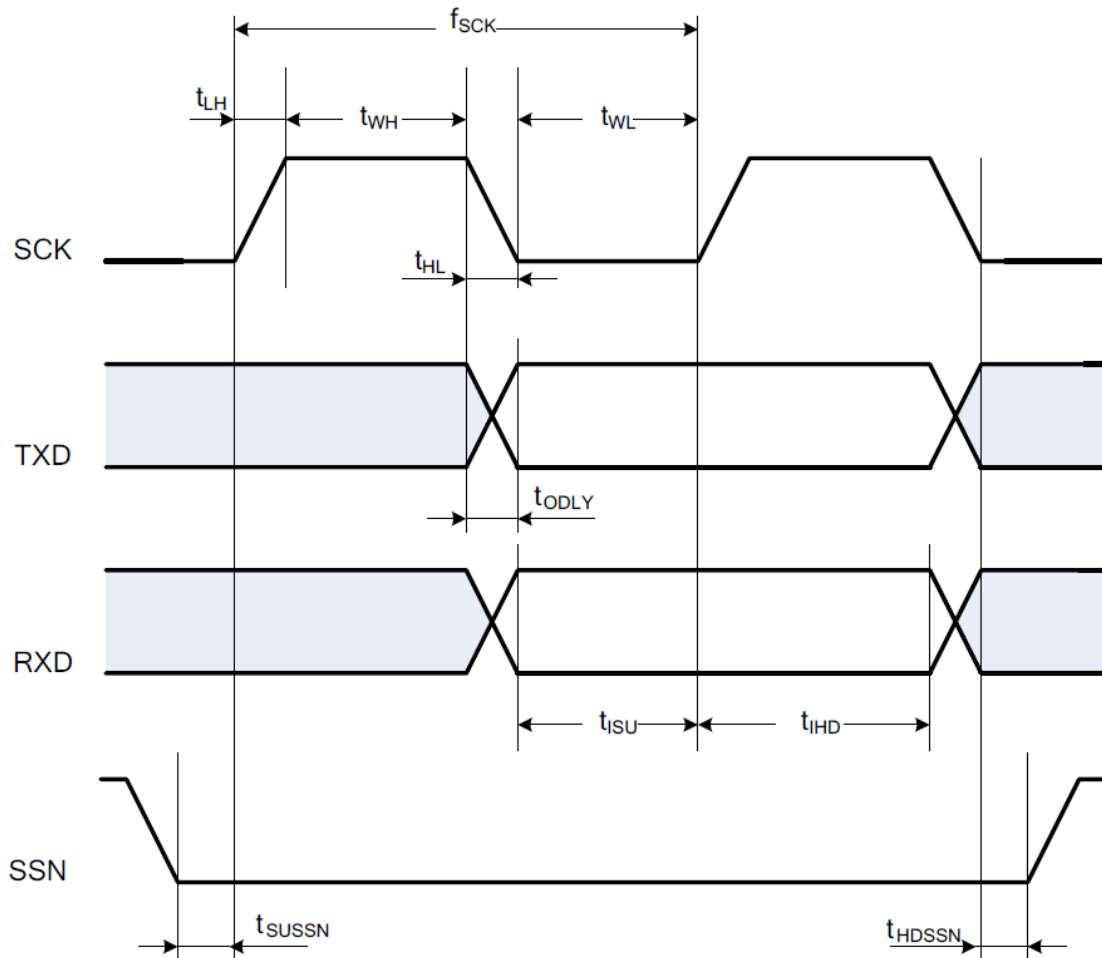 fSCK
tLH
tWH
tWL
SCK
tHL
TXD
tODLY
RXD
tISU
tIHD
SSN
tSUSSN
tHDSSN